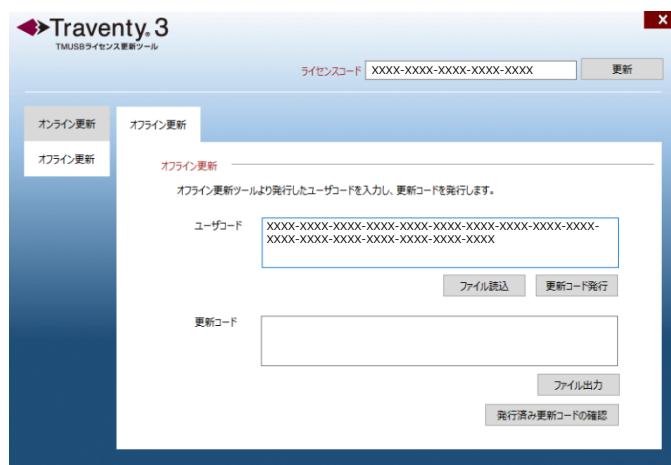 Traventy® 3
TMUSBライセンス更新ツール
X
ライセンスコード XXXX-XXXX-XXXX-XXXX-XXXX 更新
オンライン更新
オフライン更新
オフライン更新
オフライン更新
オフライン更新ツールより発行したユーザコードを入力し、更新コードを発行します。
ユーザコード
XXXX-XXXX-XXXX-XXXX-XXXX-XXXX-XXXX-XXXX-XXXX-
XXXX-XXXX-XXXX-XXXX-XXXX-XXXX-XXXX
ファイル読込 更新コード発行
更新コード
ファイル出力
発行済み更新コードの確認